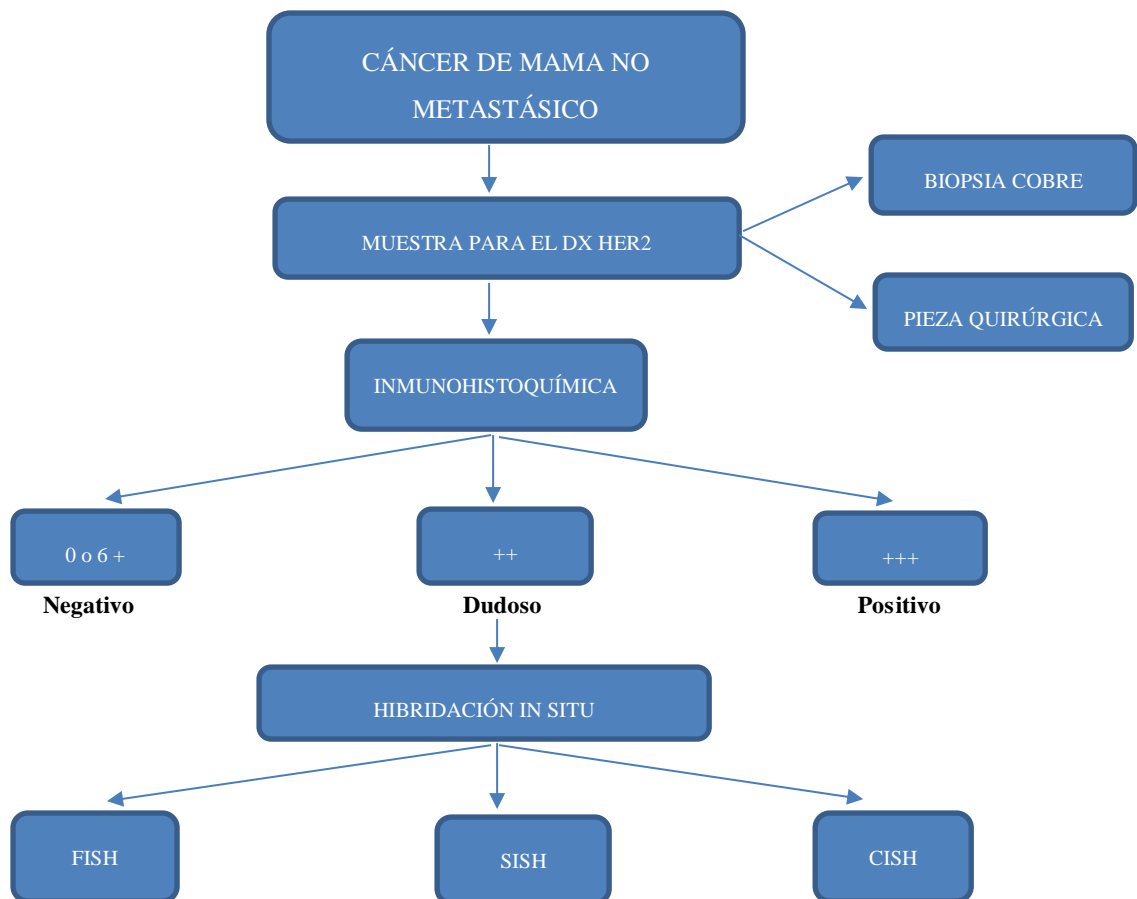 CÁNCER DE MAMA NO
METASTÁSICO
BIOPSIA COBRE
MUESTRA PARA EL DX HER2
PIEZA QUIRÚRGICA
INMUNOHISTOQUÍMICA
0 o 6 +
++
+++
Negativo
Dudoso
Positivo
HIBRIDACIÓN IN SITU
FISH
SISH
CISH